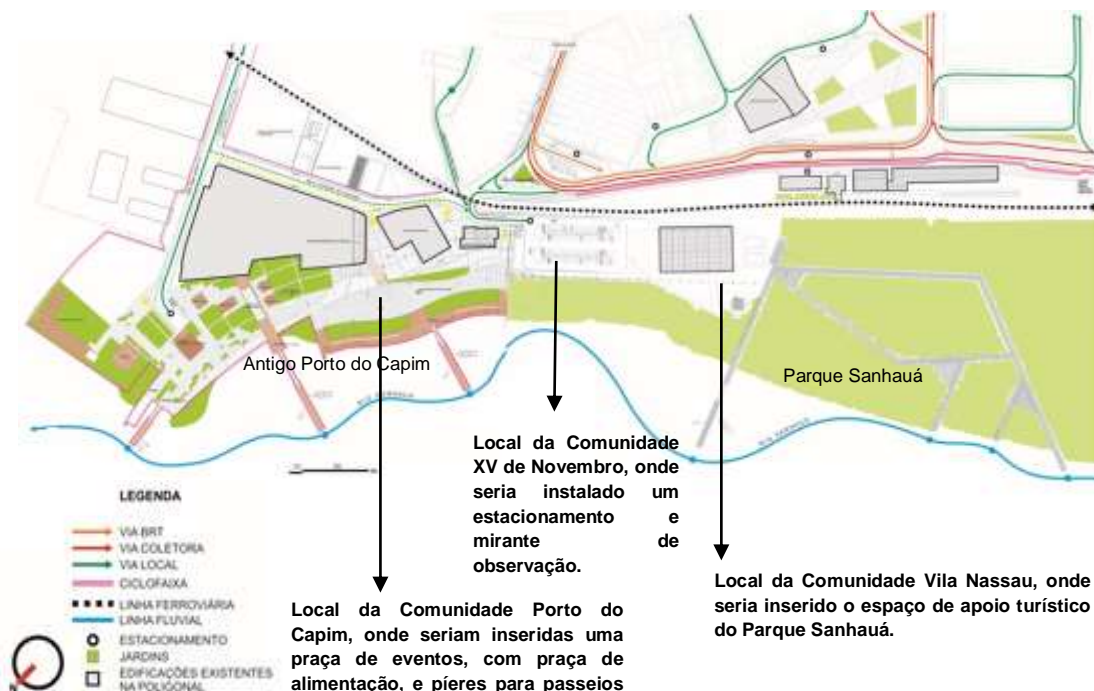 Antigo Porto do Capim
Parque Sanhauá
Local da Comunidade
XV de Novembro, onde
seria instalado um
estacionamento e
mirante de
observação.
Local da Comunidade Vila Nassau, onde
seria inserido o espaço de apoio turístico
do Parque Sanhauá.
Local da Comunidade Porto do
Capim, onde seriam inseridas uma
praça de eventos, com praça de
alimentação, e píeres para passeios
LEGENDA
VIA BRT
VIA COLETORA
VIA LOCAL
CICLOFAIXA
LINHA FERROVIÁRIA
LINHA FLUVIAL
ESTACIONAMENTO
JARDINS
EDIFICAÇÕES EXISTENTES
NA POLIGONAL
N